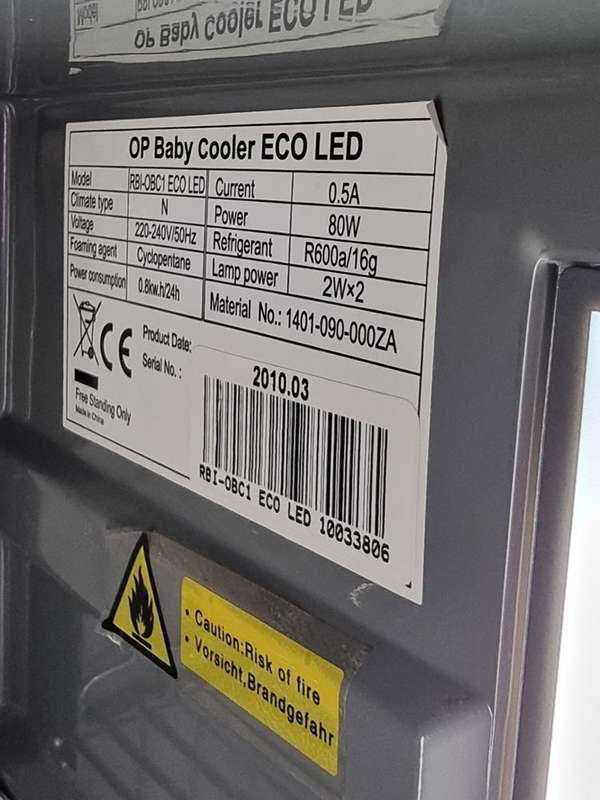 Model
OP Baby Cooler ECO LED
OP Baby Cooler ECO LED
Model RBI-OBC1 ECO LED Current 0.5A
Climate type N Power 80W
Voltage 220-240V/50Hz Refrigerant R600a/16g
Foaming agent Cyclopentane Lamp power 2W×2
Power consumption 0.8kw.h/24h Material No.: 1401-090-000ZA
CE
Product Date: 2010.03
Serial No. :
Free Standing Only
Made in China
RBI-OBC1 ECO LED 10033806
• Caution:Risk of fire
• Vorsicht,Brandgefahr